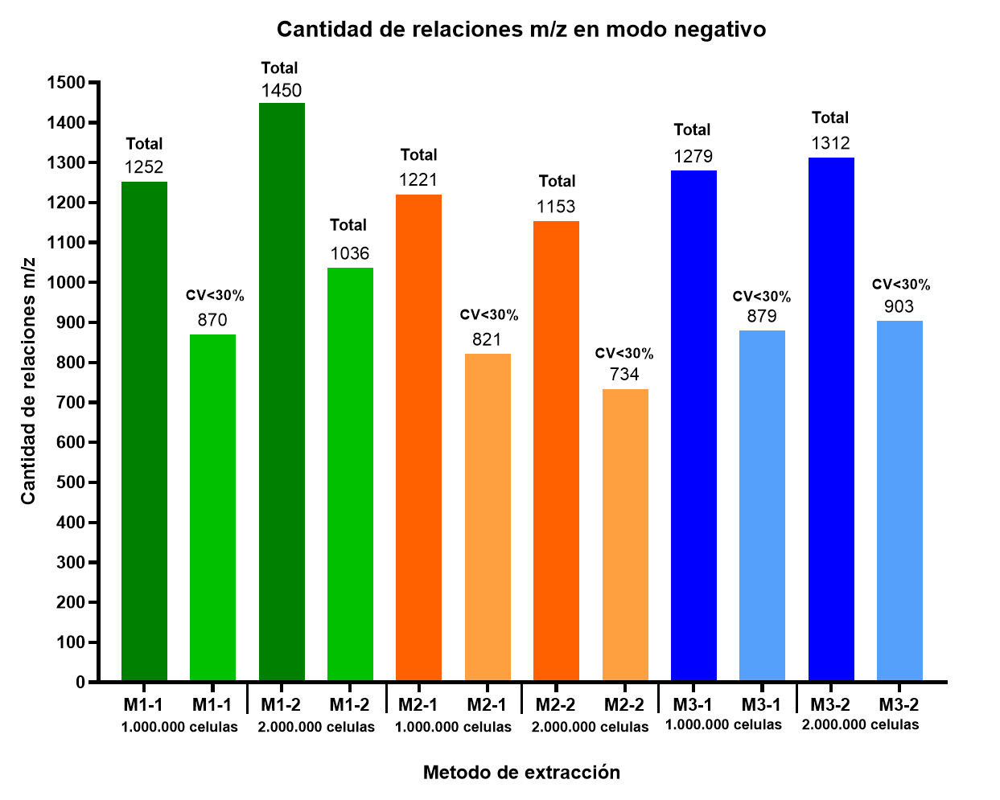 Cantidad de relaciones m/z en modo negativo
Cantidad de relaciones m/z
1500
1400
1300
1200
1100
1000
900
800
700
600
500
400
300
200
100
0
Total
1252
CV<30%
870
Total
1450
Total
1036
Total
1221
CV<30%
821
Total
1153
CV<30%
734
Total
1279
CV<30%
879
Total
1312
CV<30%
903
M1-1 M1-1 M1-2 M1-2 M2-1 M2-1 M2-2 M2-2 M3-1 M3-1 M3-2 M3-2
1.000.000 celulas 2.000.000 celulas 1.000.000 celulas 2.000.000 celulas 1.000.000 celulas 2.000.000 celulas
Metodo de extracción